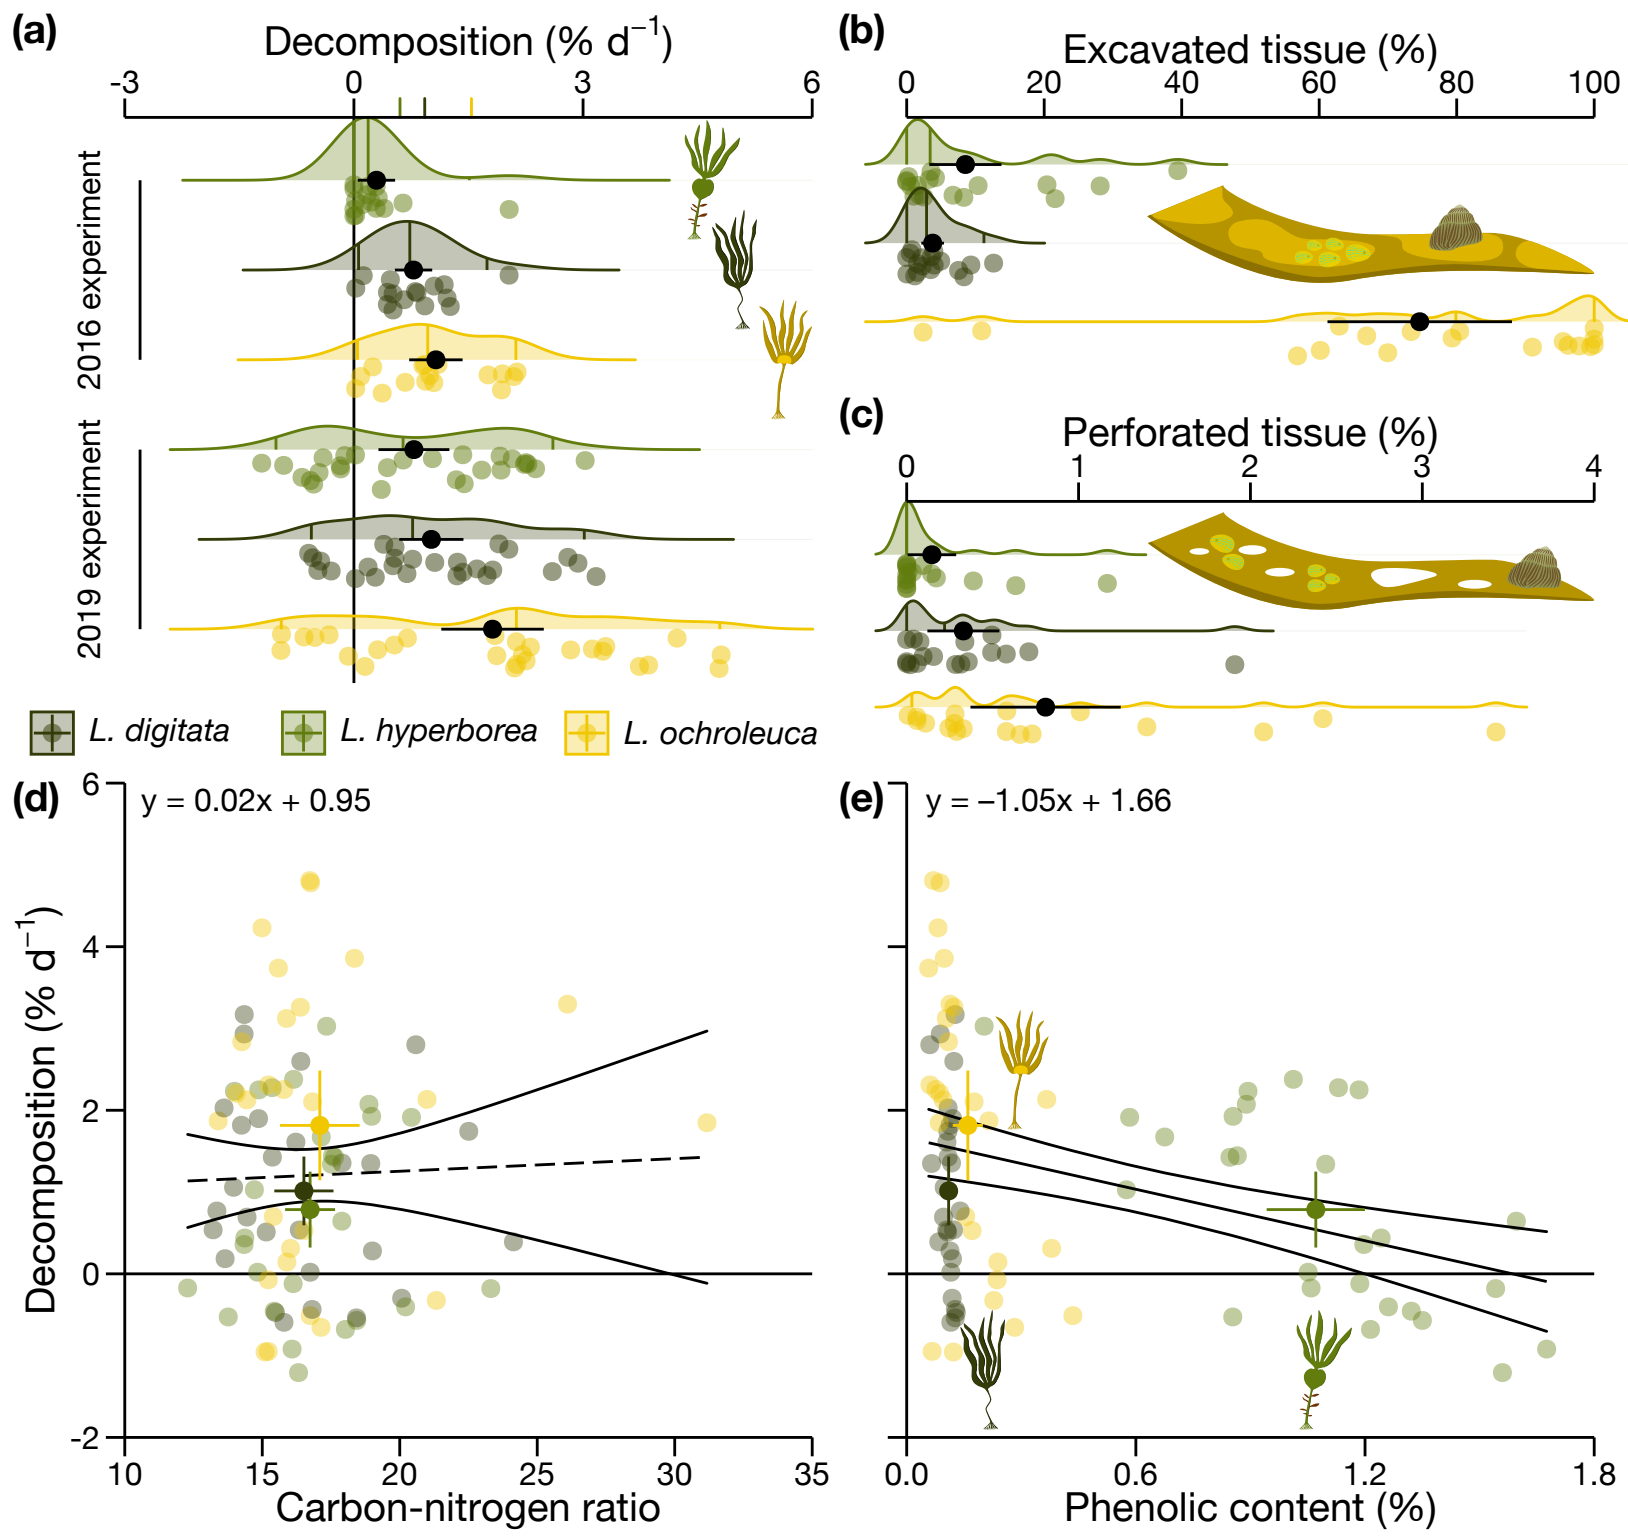 (a)
Decomposition (% d⁻¹)
-3 0 3 6
2016 experiment
2019 experiment
(b)
Excavated tissue (%)
0 20 40 60 80 100
(c)
Perforated tissue (%)
0 1 2 3 4
L. digitata
L. hyperborea
L. ochroleuca
(d)
y = 0.02x + 0.95
Decomposition (% d⁻¹)
6
4
2
0
-2
10 15 20 25 30 35
Carbon-nitrogen ratio
(e)
y = −1.05x + 1.66
0.0 0.6 1.2 1.8
Phenolic content (%)